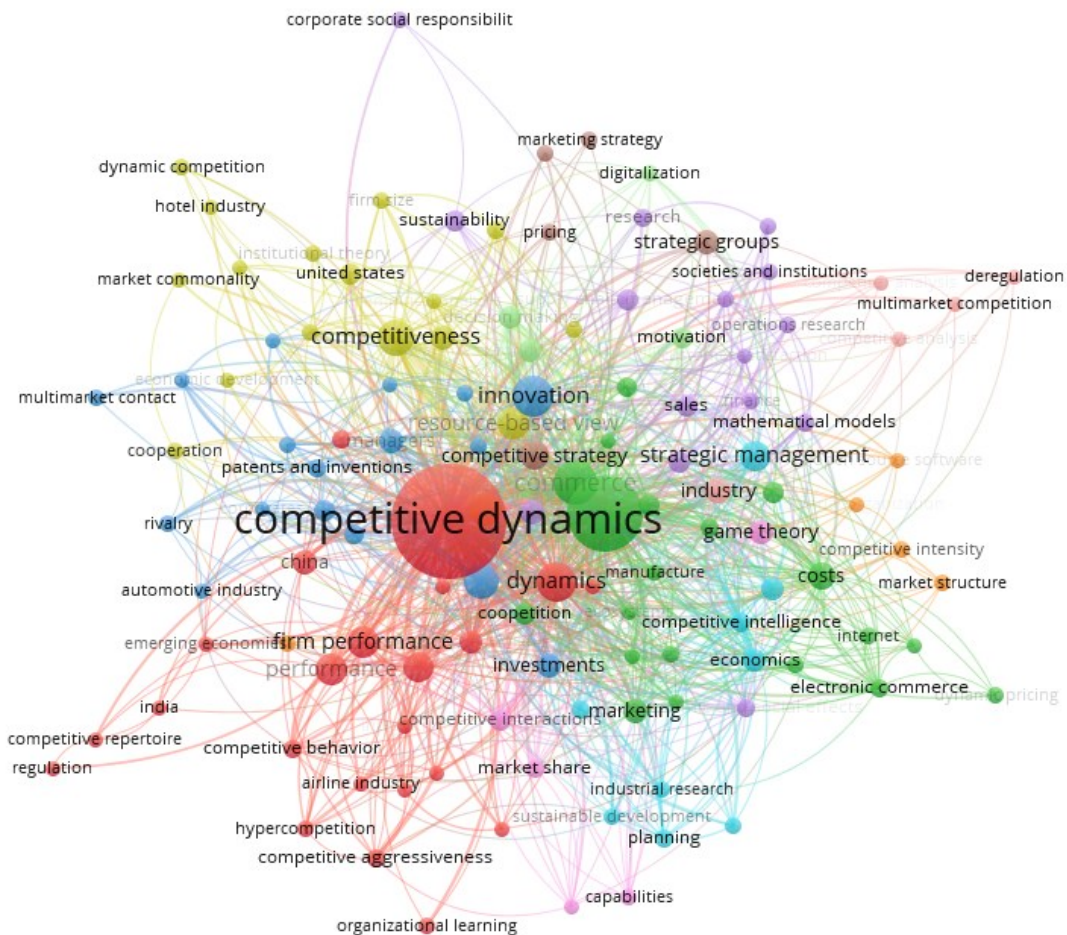 corporate social responsibilit
marketing strategy
dynamic competition
digitalization
firm size
hotel industry
sustainability
research
pricing
strategic groups
institutional theory
united states
societies and institutions
deregulation
market commonality
multimarket competition
decision making
operations research
competitiveness
motivation
competitive analysis
economic development
multimarket contact
innovation
sales
finance
resource-based view
mathematical models
managers
cooperation
competitive strategy
strategic management
patents and inventions
commerce
industry
rivalry
competitive dynamics
game theory
china
competitive intensity
dynamics
manufacture
costs
market structure
automotive industry
coopetition
competitive intelligence
emerging economies
firm performance
internet
performance
investments
economics
electronic commerce
dynamic pricing
india
competitive interactions
marketing
competitive repertoire
competitive behavior
regulation
market share
airline industry
industrial research
sustainable development
hypercompetition
planning
competitive aggressiveness
capabilities
organizational learning